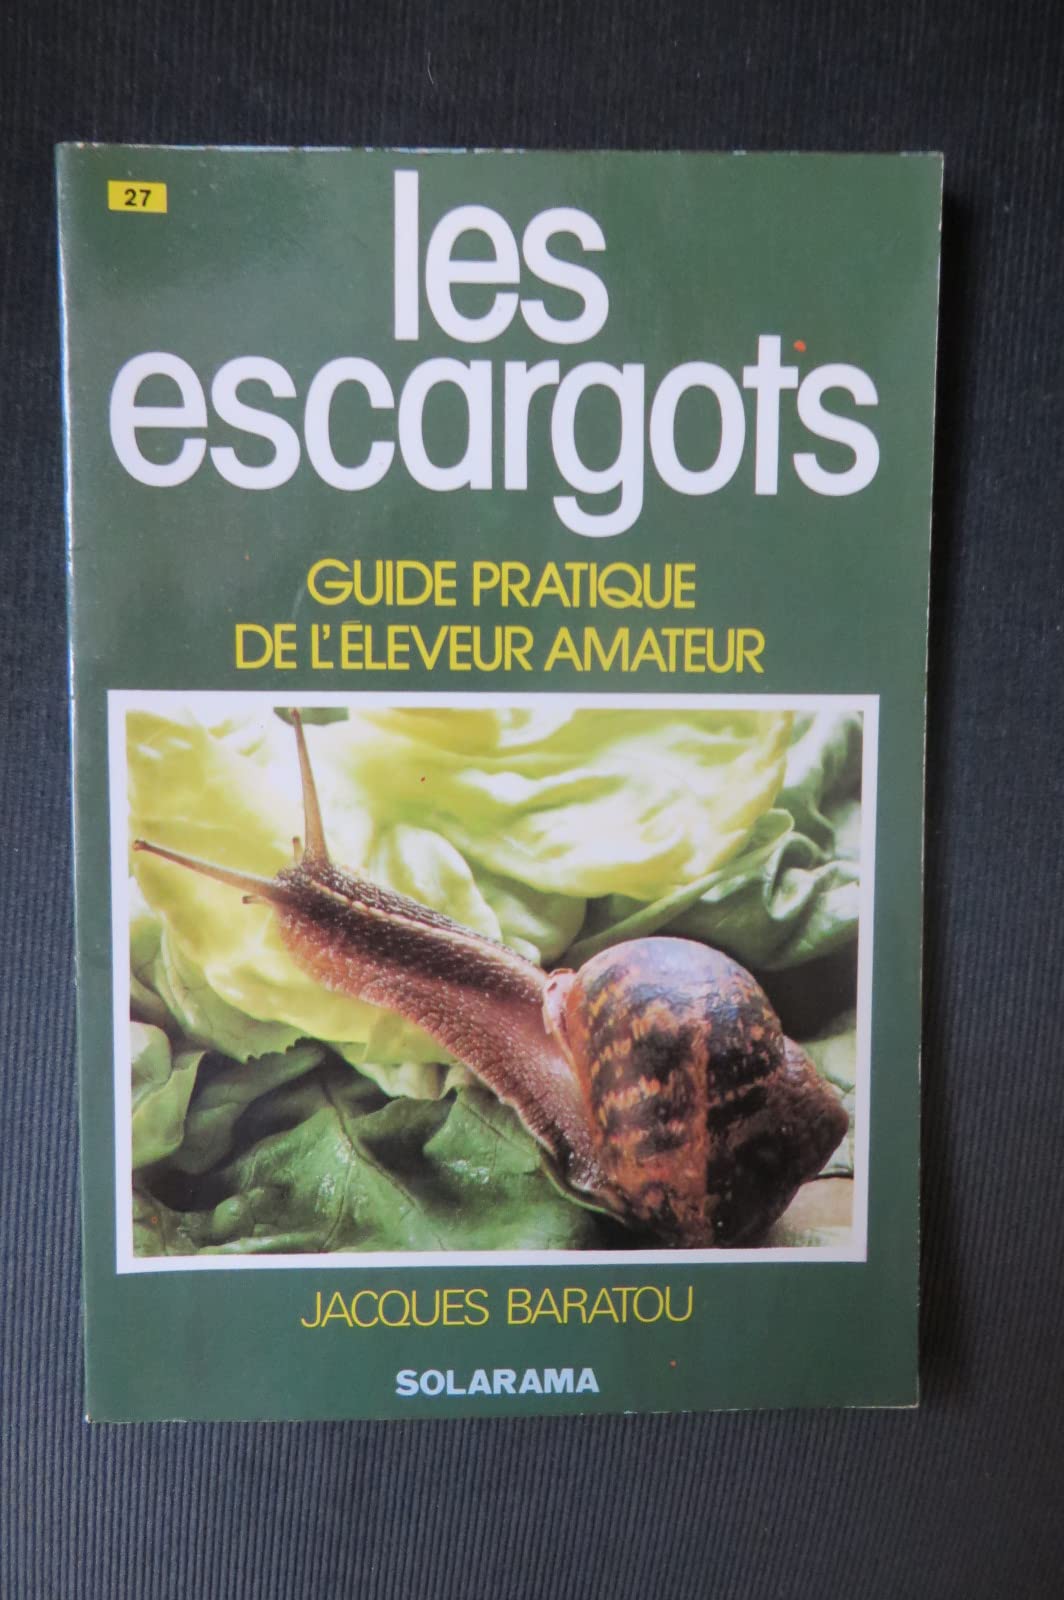 27
les
escargots
GUIDE PRATIQUE
DE L'ÉLEVEUR AMATEUR
JACQUES BARATOU
SOLARAMA